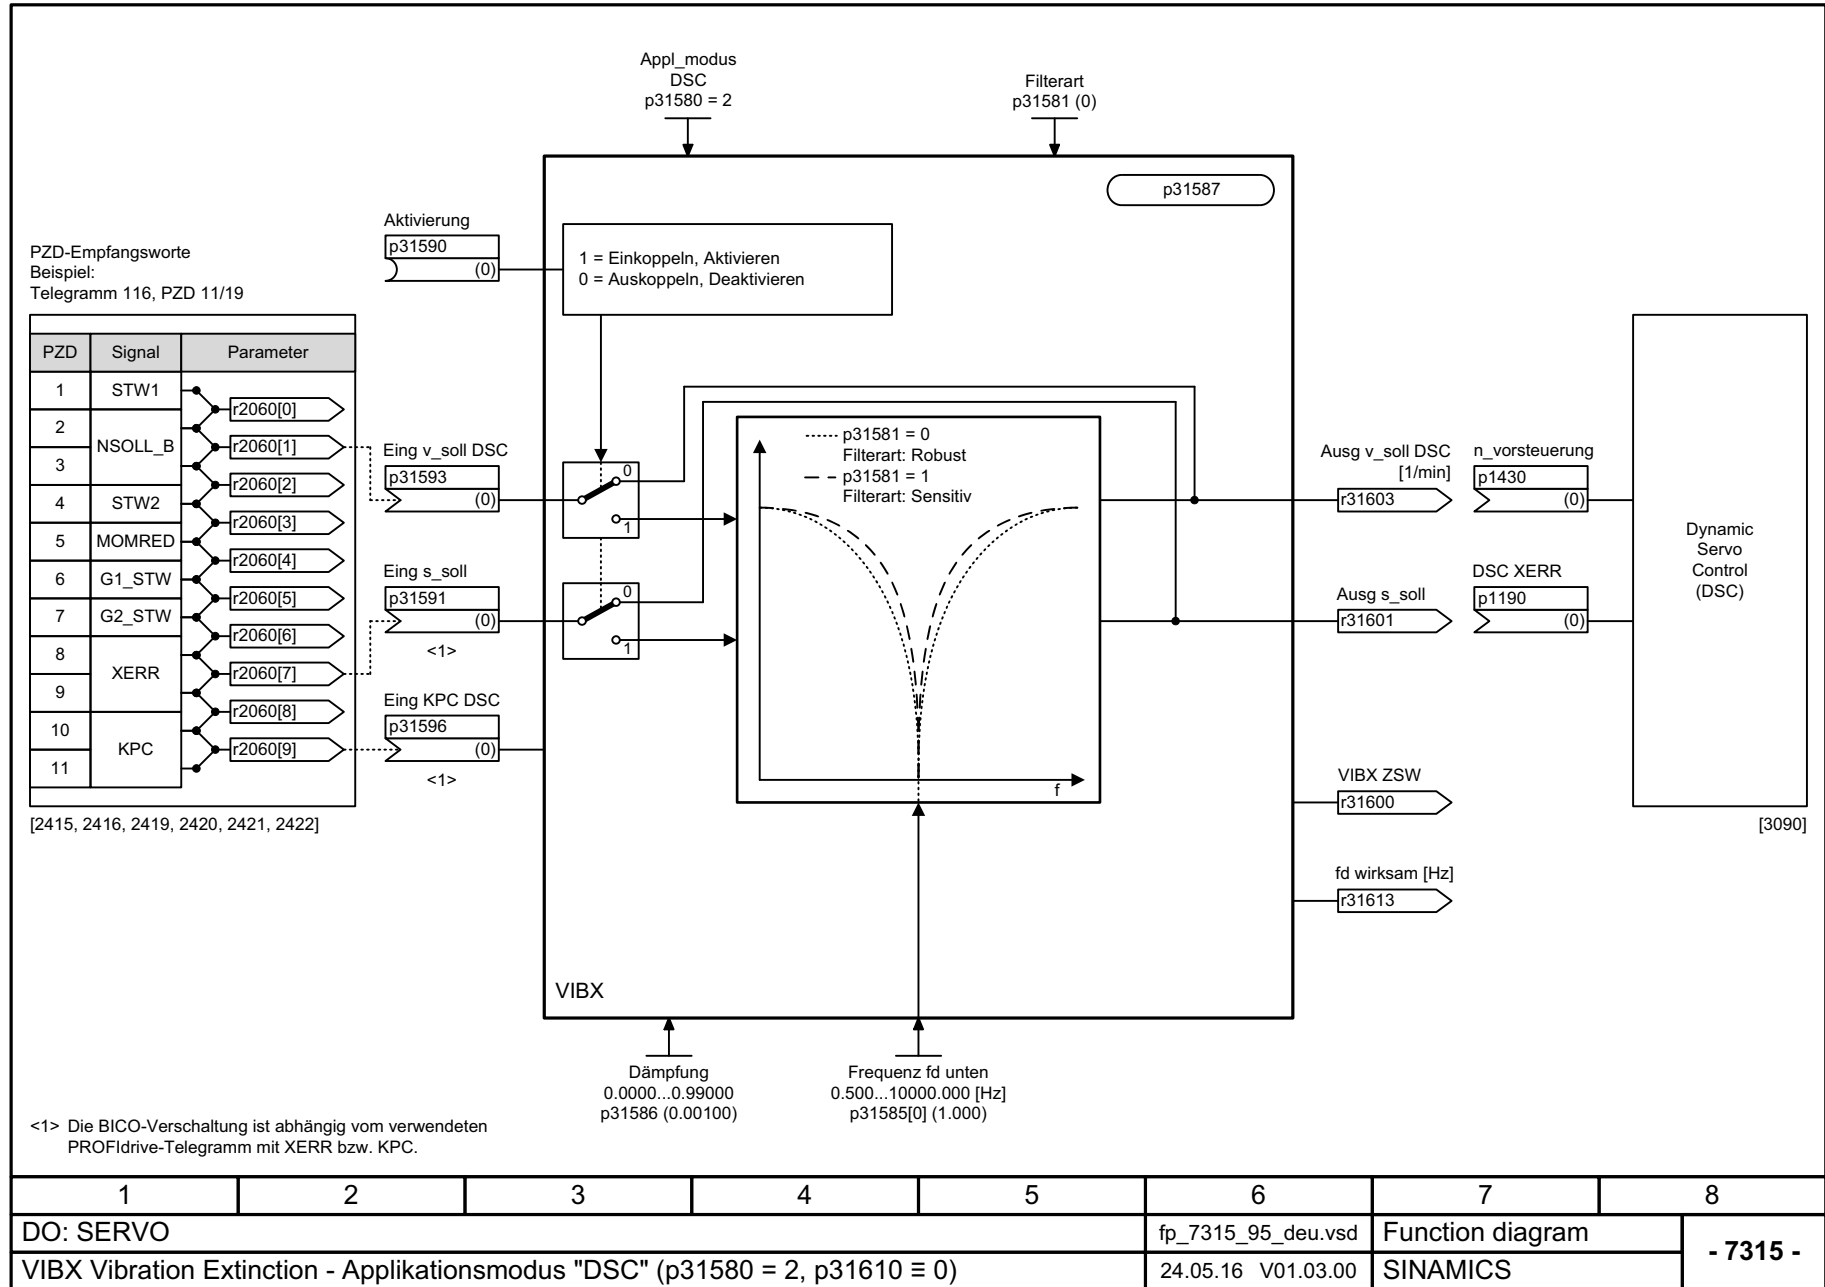 Appl_modus
DSC
p31580 = 2
Filterart
p31581 (0)
p31587
Aktivierung
p31590
(0)
1 = Einkoppeln, Aktivieren
0 = Auskoppeln, Deaktivieren
PZD-Empfangsworte
Beispiel:
Telegramm 116, PZD 11/19
PZD Signal Parameter
1 STW1
r2060[0]
2
NSOLL_B
r2060[1]
3
r2060[2]
4 STW2
r2060[3]
5 MOMRED
r2060[4]
6 G1_STW
r2060[5]
7 G2_STW
r2060[6]
8
XERR
r2060[7]
9
r2060[8]
10
KPC
r2060[9]
11
[2415, 2416, 2419, 2420, 2421, 2422]
Eing v_soll DSC
p31593
(0)
Eing s_soll
p31591
(0)
<1>
Eing KPC DSC
p31596
(0)
<1>
0
1
0
1
p31581 = 0
Filterart: Robust
p31581 = 1
Filterart: Sensitiv
f
VIBX
Ausg v_soll DSC
[1/min]
r31603
n_vorsteuerung
p1430
(0)
Ausg s_soll
r31601
DSC XERR
p1190
(0)
Dynamic
Servo
Control
(DSC)
[3090]
VIBX ZSW
r31600
fd wirksam [Hz]
r31613
Dämpfung
0.0000...0.99000
p31586 (0.00100)
Frequenz fd unten
0.500...10000.000 [Hz]
p31585[0] (1.000)
<1> Die BICO-Verschaltung ist abhängig vom verwendeten
PROFIdrive-Telegramm mit XERR bzw. KPC.
1 2 3 4 5 6 7 8
DO: SERVO
fp_7315_95_deu.vsd
Function diagram
- 7315 -
VIBX Vibration Extinction - Applikationsmodus "DSC" (p31580 = 2, p31610 ≡ 0)
24.05.16 V01.03.00
SINAMICS